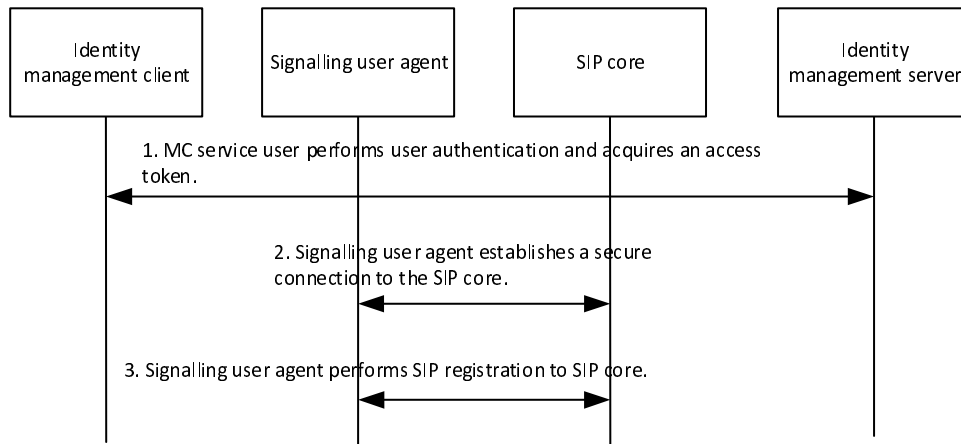 Identity
management client
Signalling user agent
SIP core
Identity
management server
1. MC service user performs user authentication and acquires an access
token.
2. Signalling user agent establishes a secure
connection to the SIP core.
3. Signalling user agent performs SIP registration to SIP core.